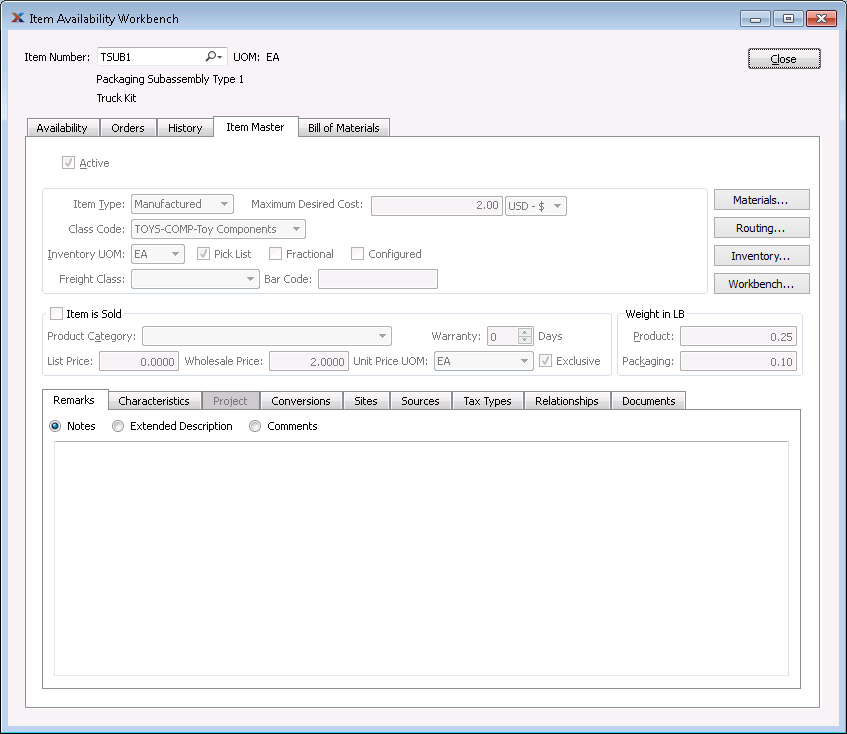 Item Availability Workbench
Item Number: TSUB1 UOM: EA
Close
Packaging Subassembly Type 1
Truck Kit
Availability Orders History Item Master Bill of Materials
Active
Item Type: Manufactured Maximum Desired Cost: 2.00 USD - $
Materials...
Class Code: TOYS-COMP-Toy Components
Routing...
Inventory UOM: EA Pick List Fractional Configured
Inventory...
Freight Class: Bar Code:
Workbench...
Item is Sold Weight in LB
Product Category: Warranty: 0 Days Product: 0.25
List Price: 0.0000 Wholesale Price: 2.0000 Unit Price UOM: EA Exclusive Packaging: 0.10
Remarks Characteristics Project Conversions Sites Sources Tax Types Relationships Documents
Notes Extended Description Comments